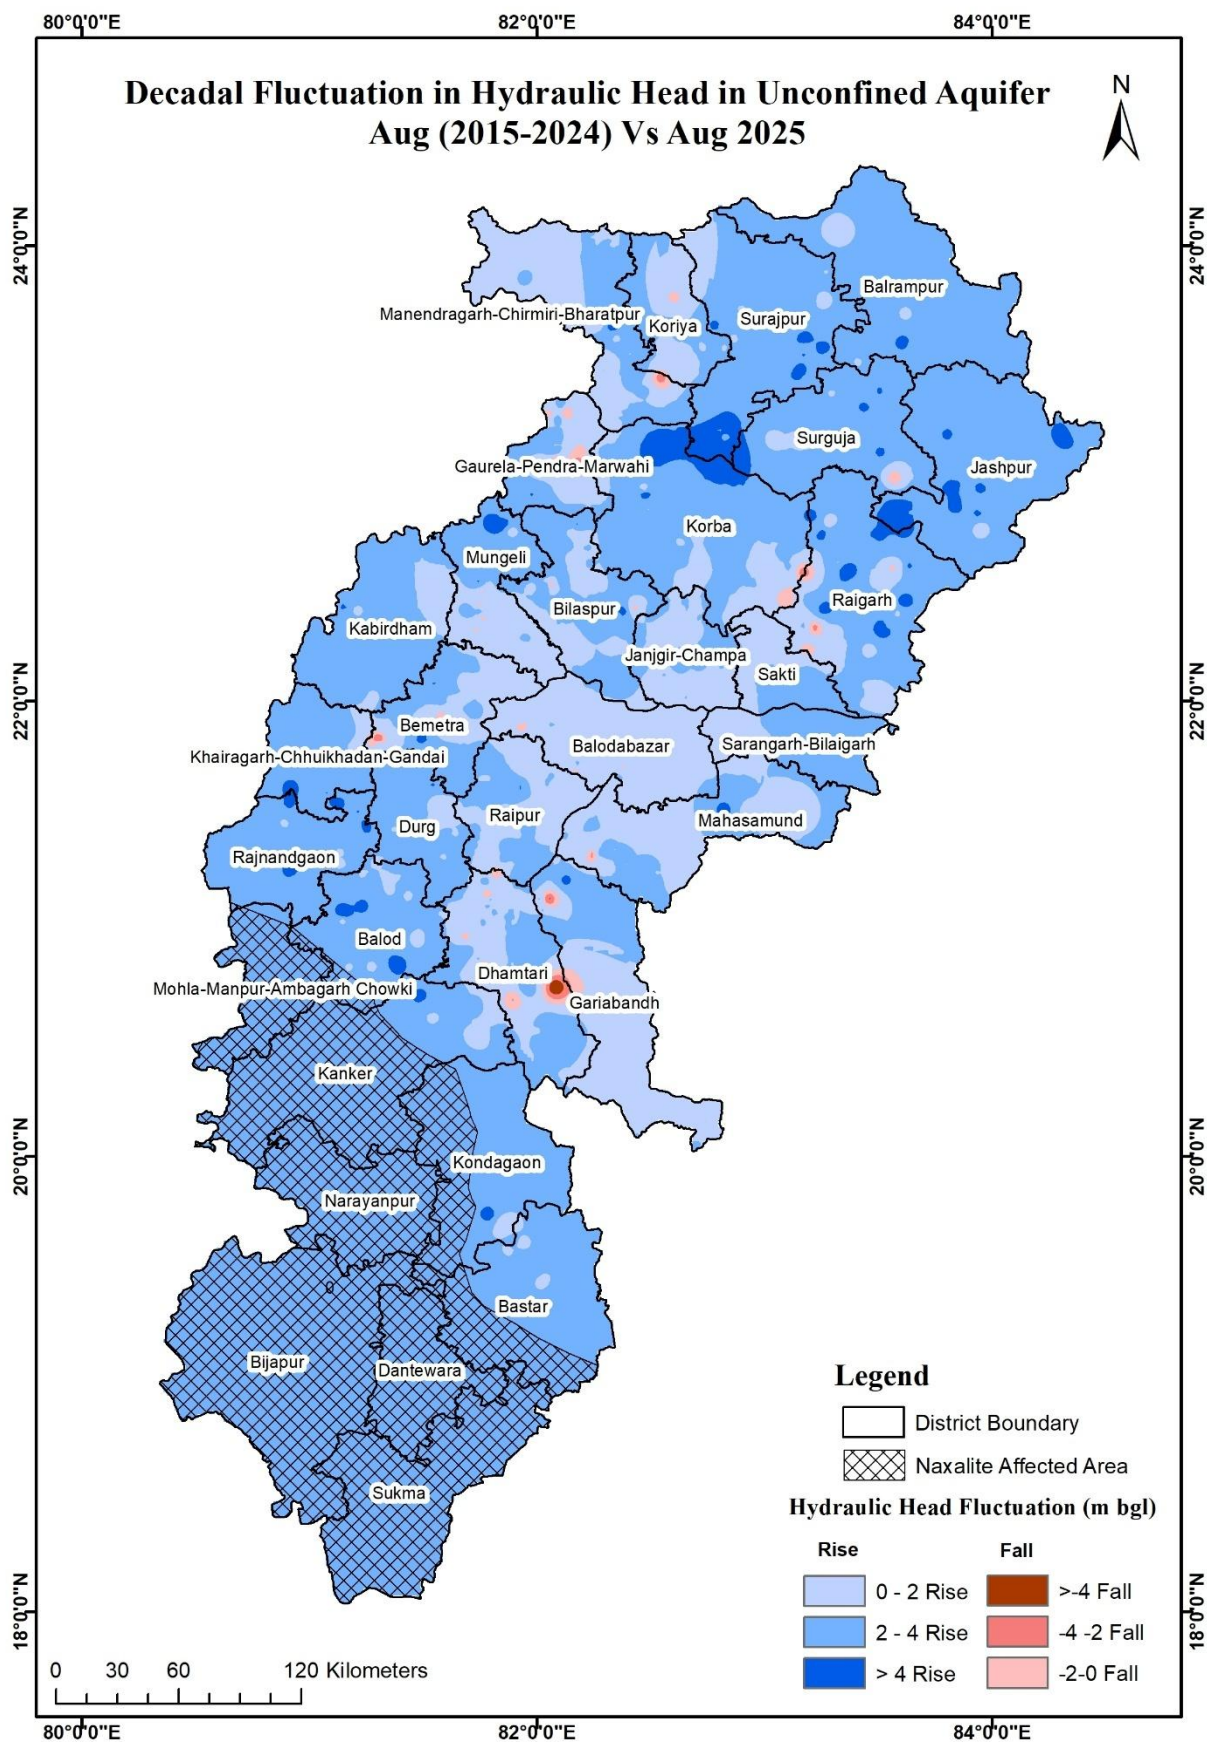 80°0'0"E 82°0'0"E 84°0'0"E
Decadal Fluctuation in Hydraulic Head in Unconfined Aquifer
Aug (2015-2024) Vs Aug 2025
N
24°0'0"N 24°0'0"N
Balrampur
Manendragarh-Chirmiri-Bharatpur
Koriya
Surajpur
Surguja
Gaurela-Pendra-Marwahi
Jashpur
Korba
Mungeli
Bilaspur
Raigarh
Kabirdham
Janjgir-Champa
Sakti
22°0'0"N 22°0'0"N
Bemetra
Balodabazar
Sarangarh-Bilaigarh
Khairagarh-Chhuikhadan-Gandai
Raipur
Mahasamund
Durg
Rajnandgaon
Balod
Dhamtari
Mohla-Manpur-Ambagarh Chowki
Gariabandh
Kanker
20°0'0"N 20°0'0"N
Kondagaon
Narayanpur
Bastar
Bijapur
Dantewara
Sukma
Legend
District Boundary
Naxalite Affected Area
Hydraulic Head Fluctuation (m bgl)
Rise Fall
0 - 2 Rise >-4 Fall
2 - 4 Rise -4 -2 Fall
> 4 Rise -2-0 Fall
18°0'0"N 18°0'0"N
0 30 60 120 Kilometers
80°0'0"E 82°0'0"E 84°0'0"E